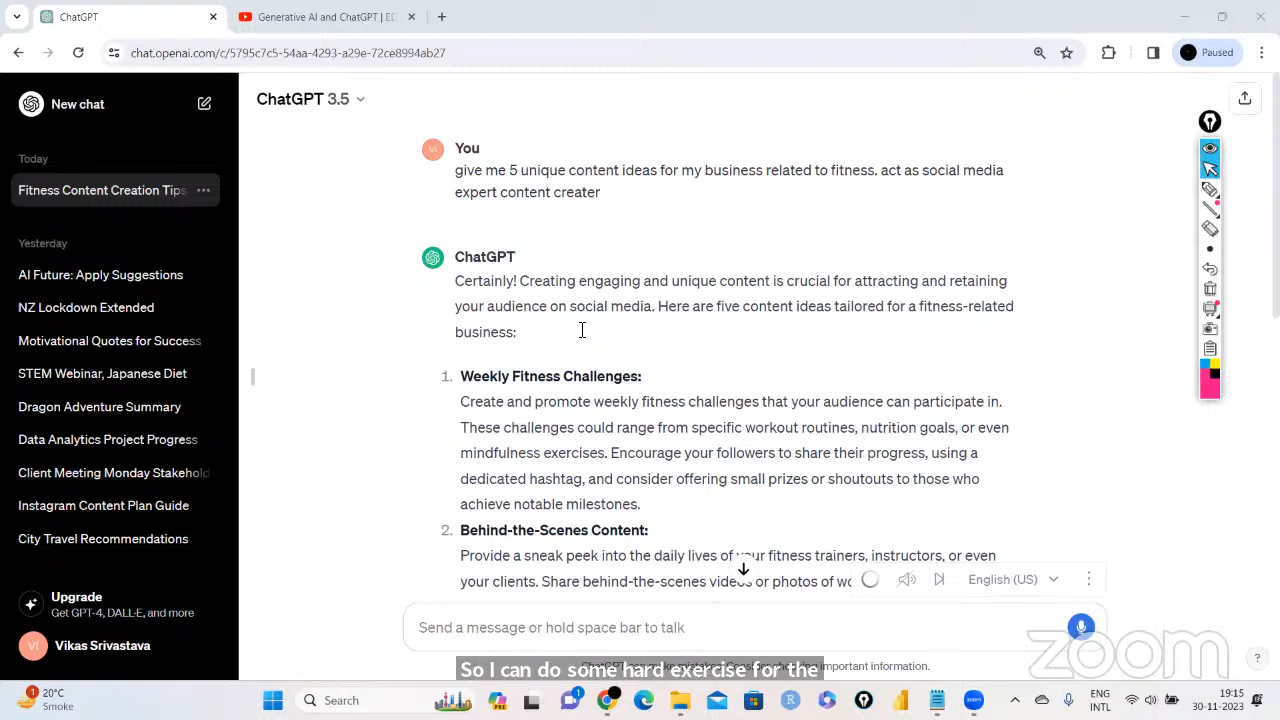 ChatGPT
Generative AI and ChatGPT | ED
chat.openai.com/c/5795c7c5-54aa-4293-a29e-72ce8994ab27
Paused
New chat
ChatGPT 3.5
Today
Fitness Content Creation Tips
Yesterday
AI Future: Apply Suggestions
NZ Lockdown Extended
Motivational Quotes for Success
STEM Webinar, Japanese Diet
Dragon Adventure Summary
Data Analytics Project Progress
Client Meeting Monday Stakehold
Instagram Content Plan Guide
City Travel Recommendations
Upgrade
Get GPT-4, DALL·E, and more
VI
Vikas Srivastava
VI
You
give me 5 unique content ideas for my business related to fitness. act as social media
expert content creater
ChatGPT
Certainly! Creating engaging and unique content is crucial for attracting and retaining
your audience on social media. Here are five content ideas tailored for a fitness-related
business:
1. Weekly Fitness Challenges:
Create and promote weekly fitness challenges that your audience can participate in.
These challenges could range from specific workout routines, nutrition goals, or even
mindfulness exercises. Encourage your followers to share their progress, using a
dedicated hashtag, and consider offering small prizes or shoutouts to those who
achieve notable milestones.
2. Behind-the-Scenes Content:
Provide a sneak peek into the daily lives of your fitness trainers, instructors, or even
your clients. Share behind-the-scenes videos or photos of
English (US)
Send a message or hold space bar to talk
important information.
So I can do some hard exercise for the
zoom
?
1
20°C
Smoke
Search
PRE
1
R
ENG
INTL
19:15
30-11-2023